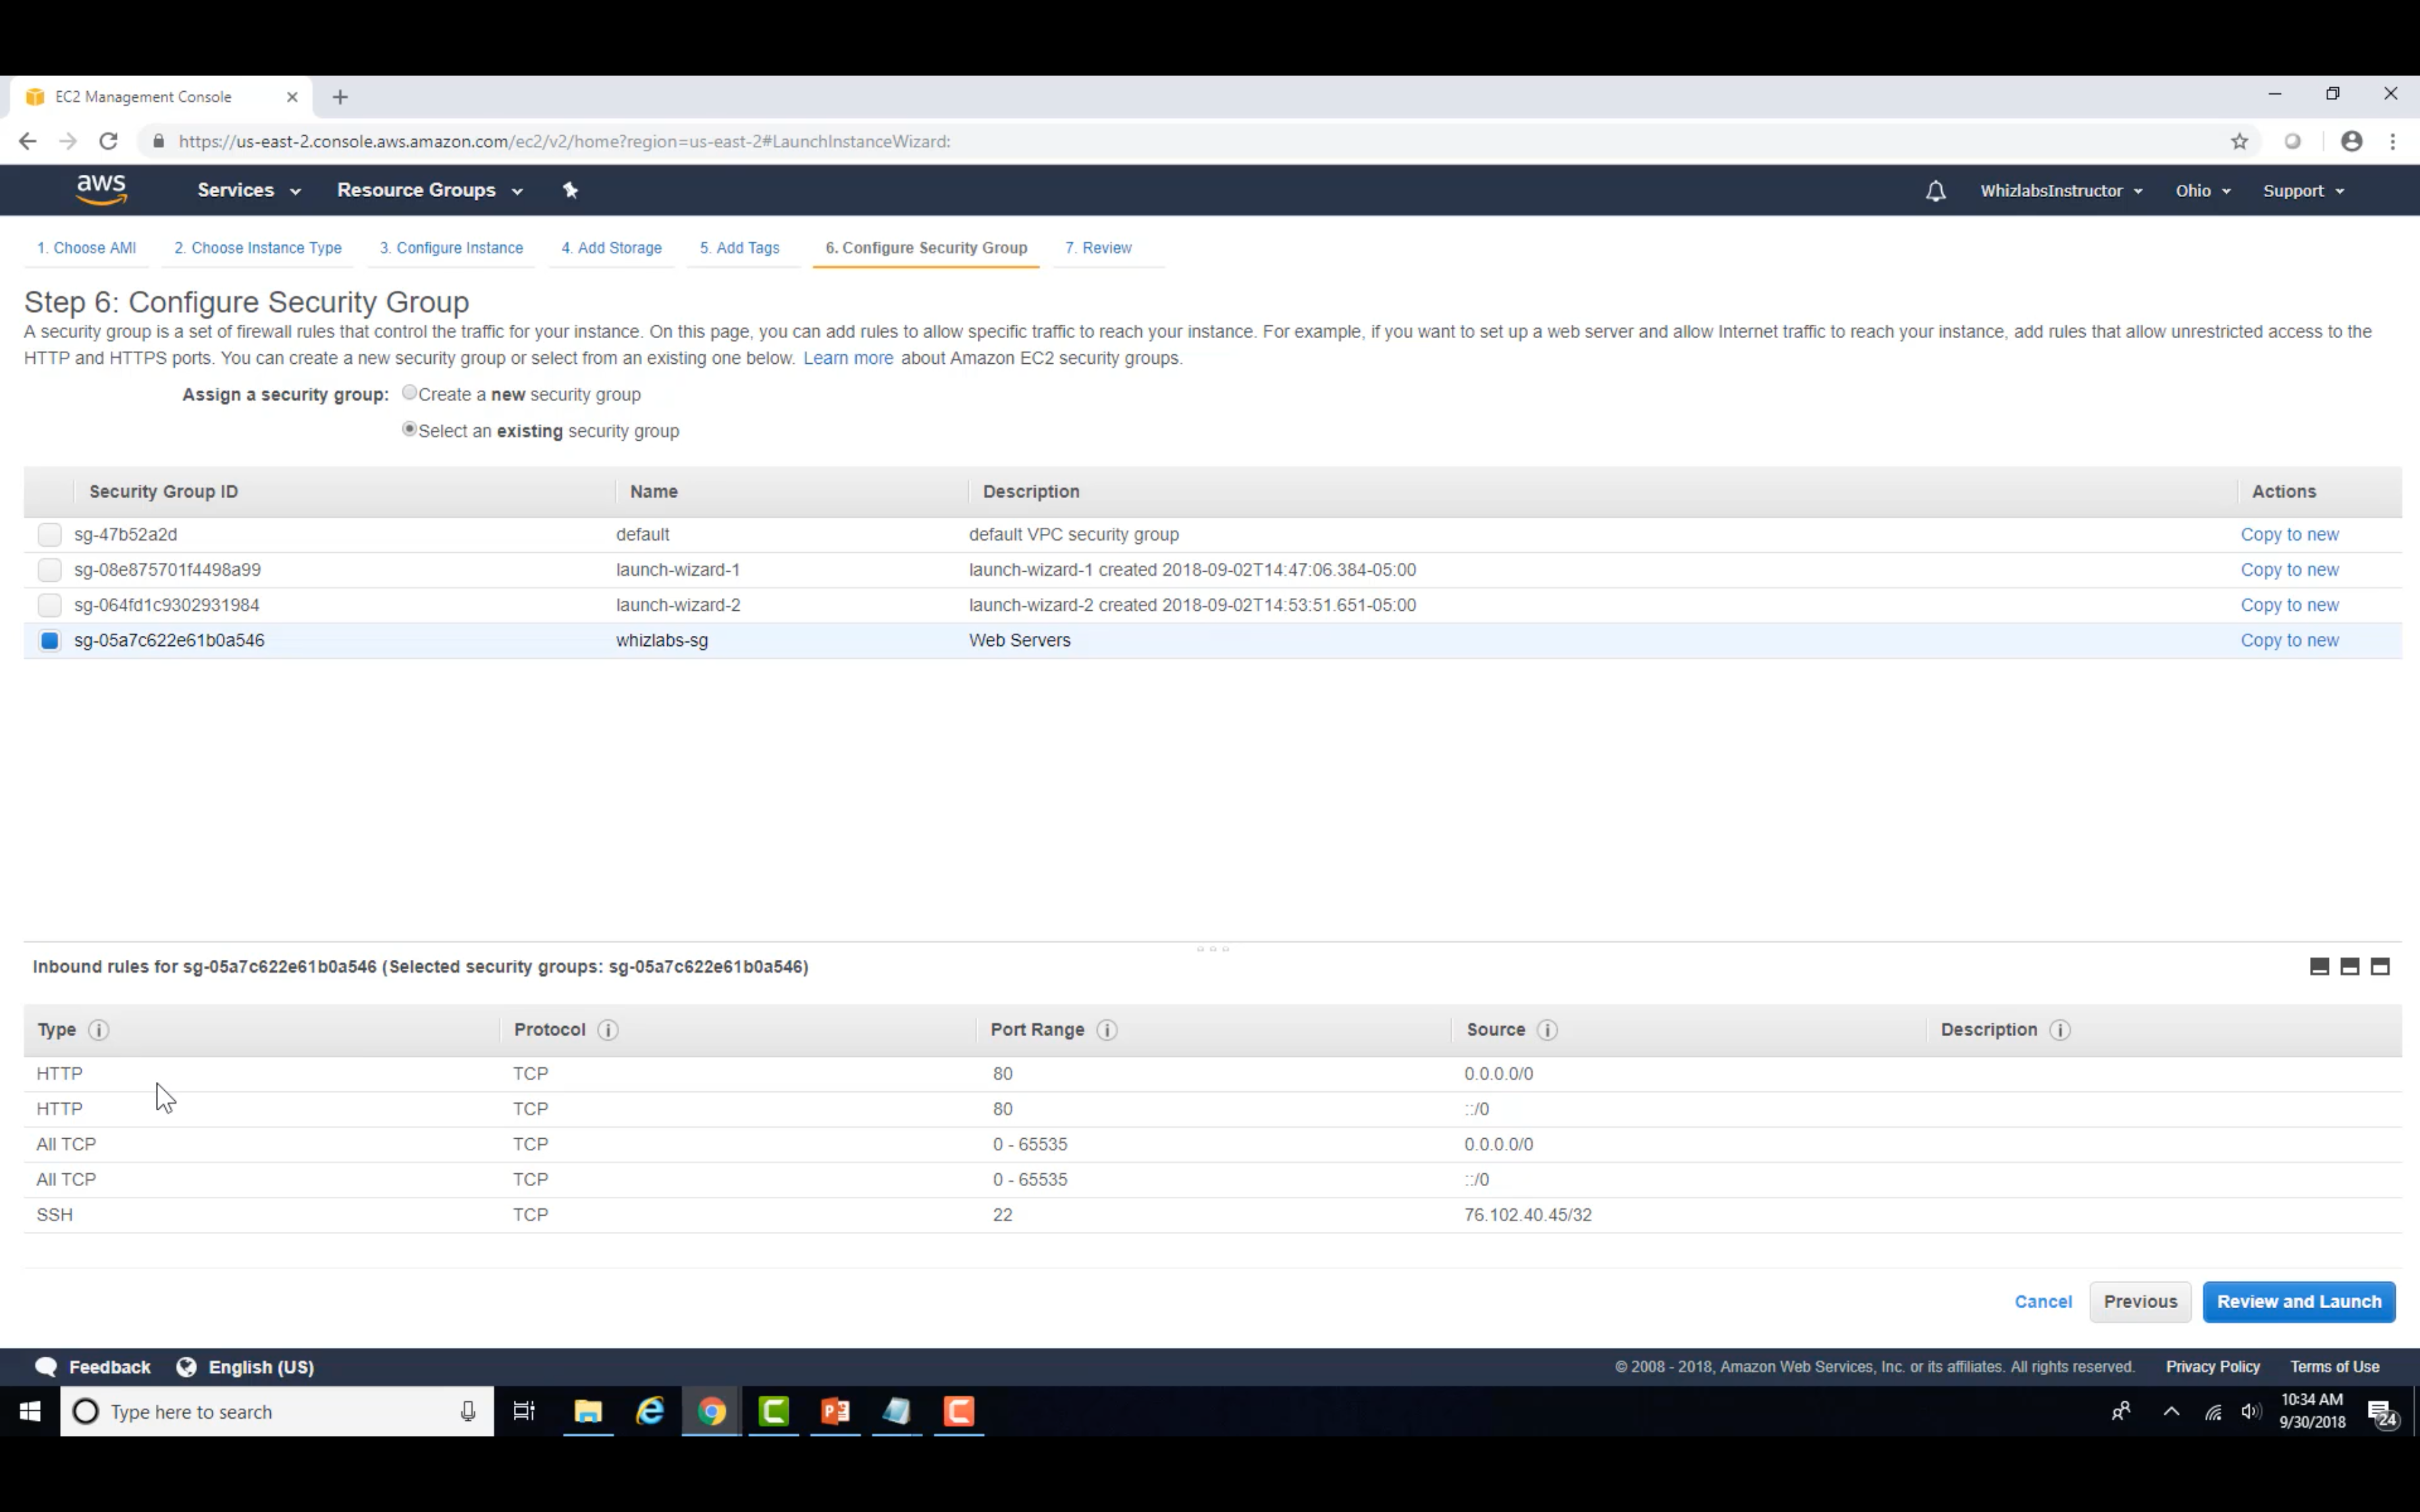 EC2 Management Console
https://us-east-2.console.aws.amazon.com/ec2/v2/home?region=us-east-2#LaunchInstanceWizard:
aws Services Resource Groups WhizlabsInstructor Ohio Support
1. Choose AMI 2. Choose Instance Type 3. Configure Instance 4. Add Storage 5. Add Tags 6. Configure Security Group 7. Review
Step 6: Configure Security Group
A security group is a set of firewall rules that control the traffic for your instance. On this page, you can add rules to allow specific traffic to reach your instance. For example, if you want to set up a web server and allow Internet traffic to reach your instance, add rules that allow unrestricted access to the
HTTP and HTTPS ports. You can create a new security group or select from an existing one below. Learn more about Amazon EC2 security groups.
Assign a security group: Create a new security group
Select an existing security group
Security Group ID Name Description Actions
sg-47b52a2d default default VPC security group Copy to new
sg-08e875701f4498a99 launch-wizard-1 launch-wizard-1 created 2018-09-02T14:47:06.384-05:00 Copy to new
sg-064fd1c9302931984 launch-wizard-2 launch-wizard-2 created 2018-09-02T14:53:51.651-05:00 Copy to new
sg-05a7c622e61b0a546 whizlabs-sg Web Servers Copy to new
Inbound rules for sg-05a7c622e61b0a546 (Selected security groups: sg-05a7c622e61b0a546)
Type i Protocol i Port Range i Source i Description i
HTTP TCP 80 0.0.0.0/0
HTTP TCP 80 ::/0
All TCP TCP 0 - 65535 0.0.0.0/0
All TCP TCP 0 - 65535 ::/0
SSH TCP 22 76.102.40.45/32
Cancel Previous Review and Launch
Feedback English (US) © 2008 - 2018, Amazon Web Services, Inc. or its affiliates. All rights reserved. Privacy Policy Terms of Use
Type here to search
10:34 AM
9/30/2018
24